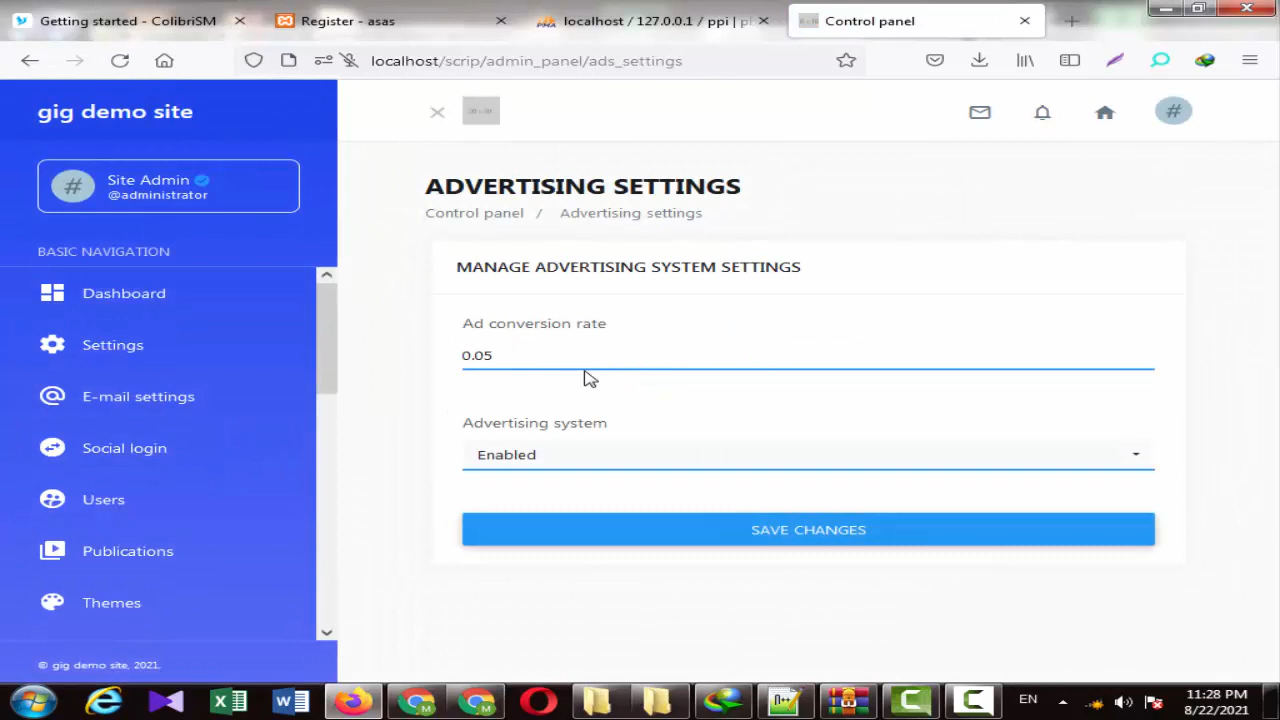 Getting started - ColibriSM
Register - asas
localhost / 127.0.0.1 / ppi | p
Control panel
localhost/scrip/admin_panel/ads_settings
gig demo site
#
Site Admin
@administrator
BASIC NAVIGATION
Dashboard
Settings
E-mail settings
Social login
Users
Publications
Themes
© gig demo site, 2021.
#
ADVERTISING SETTINGS
Control panel / Advertising settings
MANAGE ADVERTISING SYSTEM SETTINGS
Ad conversion rate
0.05
Advertising system
Enabled
SAVE CHANGES
EN
11:28 PM
8/22/2021